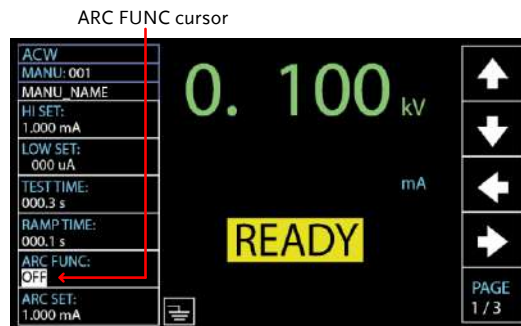 ARC FUNC cursor
ACW
MANU: 001
MANU_NAME
HI SET:
1.000 mA
LOW SET:
000 uA
TEST TIME:
000.3 s
RAMP TIME:
000.1 s
ARC FUNC:
OFF
ARC SET:
1.000 mA
0. 100 kV
mA
READY
PAGE
1/3